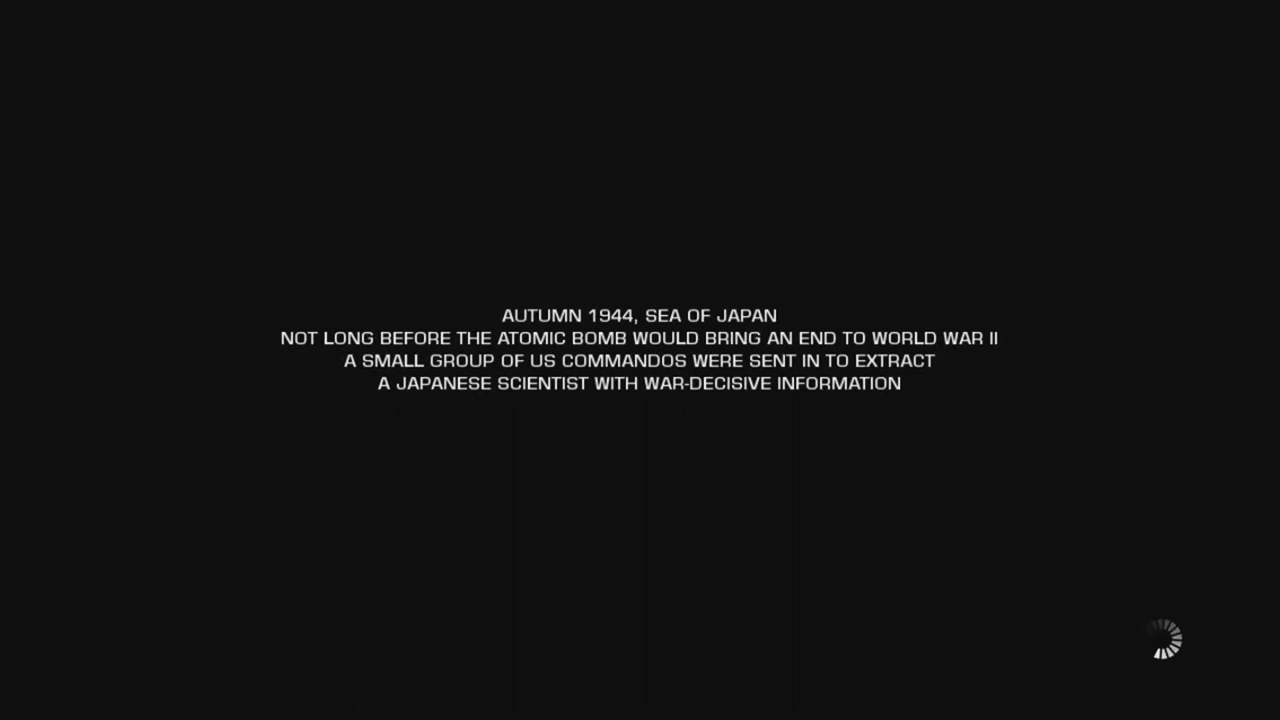 AUTUMN 1944, SEA OF JAPAN
NOT LONG BEFORE THE ATOMIC BOMB WOULD BRING AN END TO WORLD WAR II
A SMALL GROUP OF US COMMANDOS WERE SENT IN TO EXTRACT
A JAPANESE SCIENTIST WITH WAR-DECISIVE INFORMATION